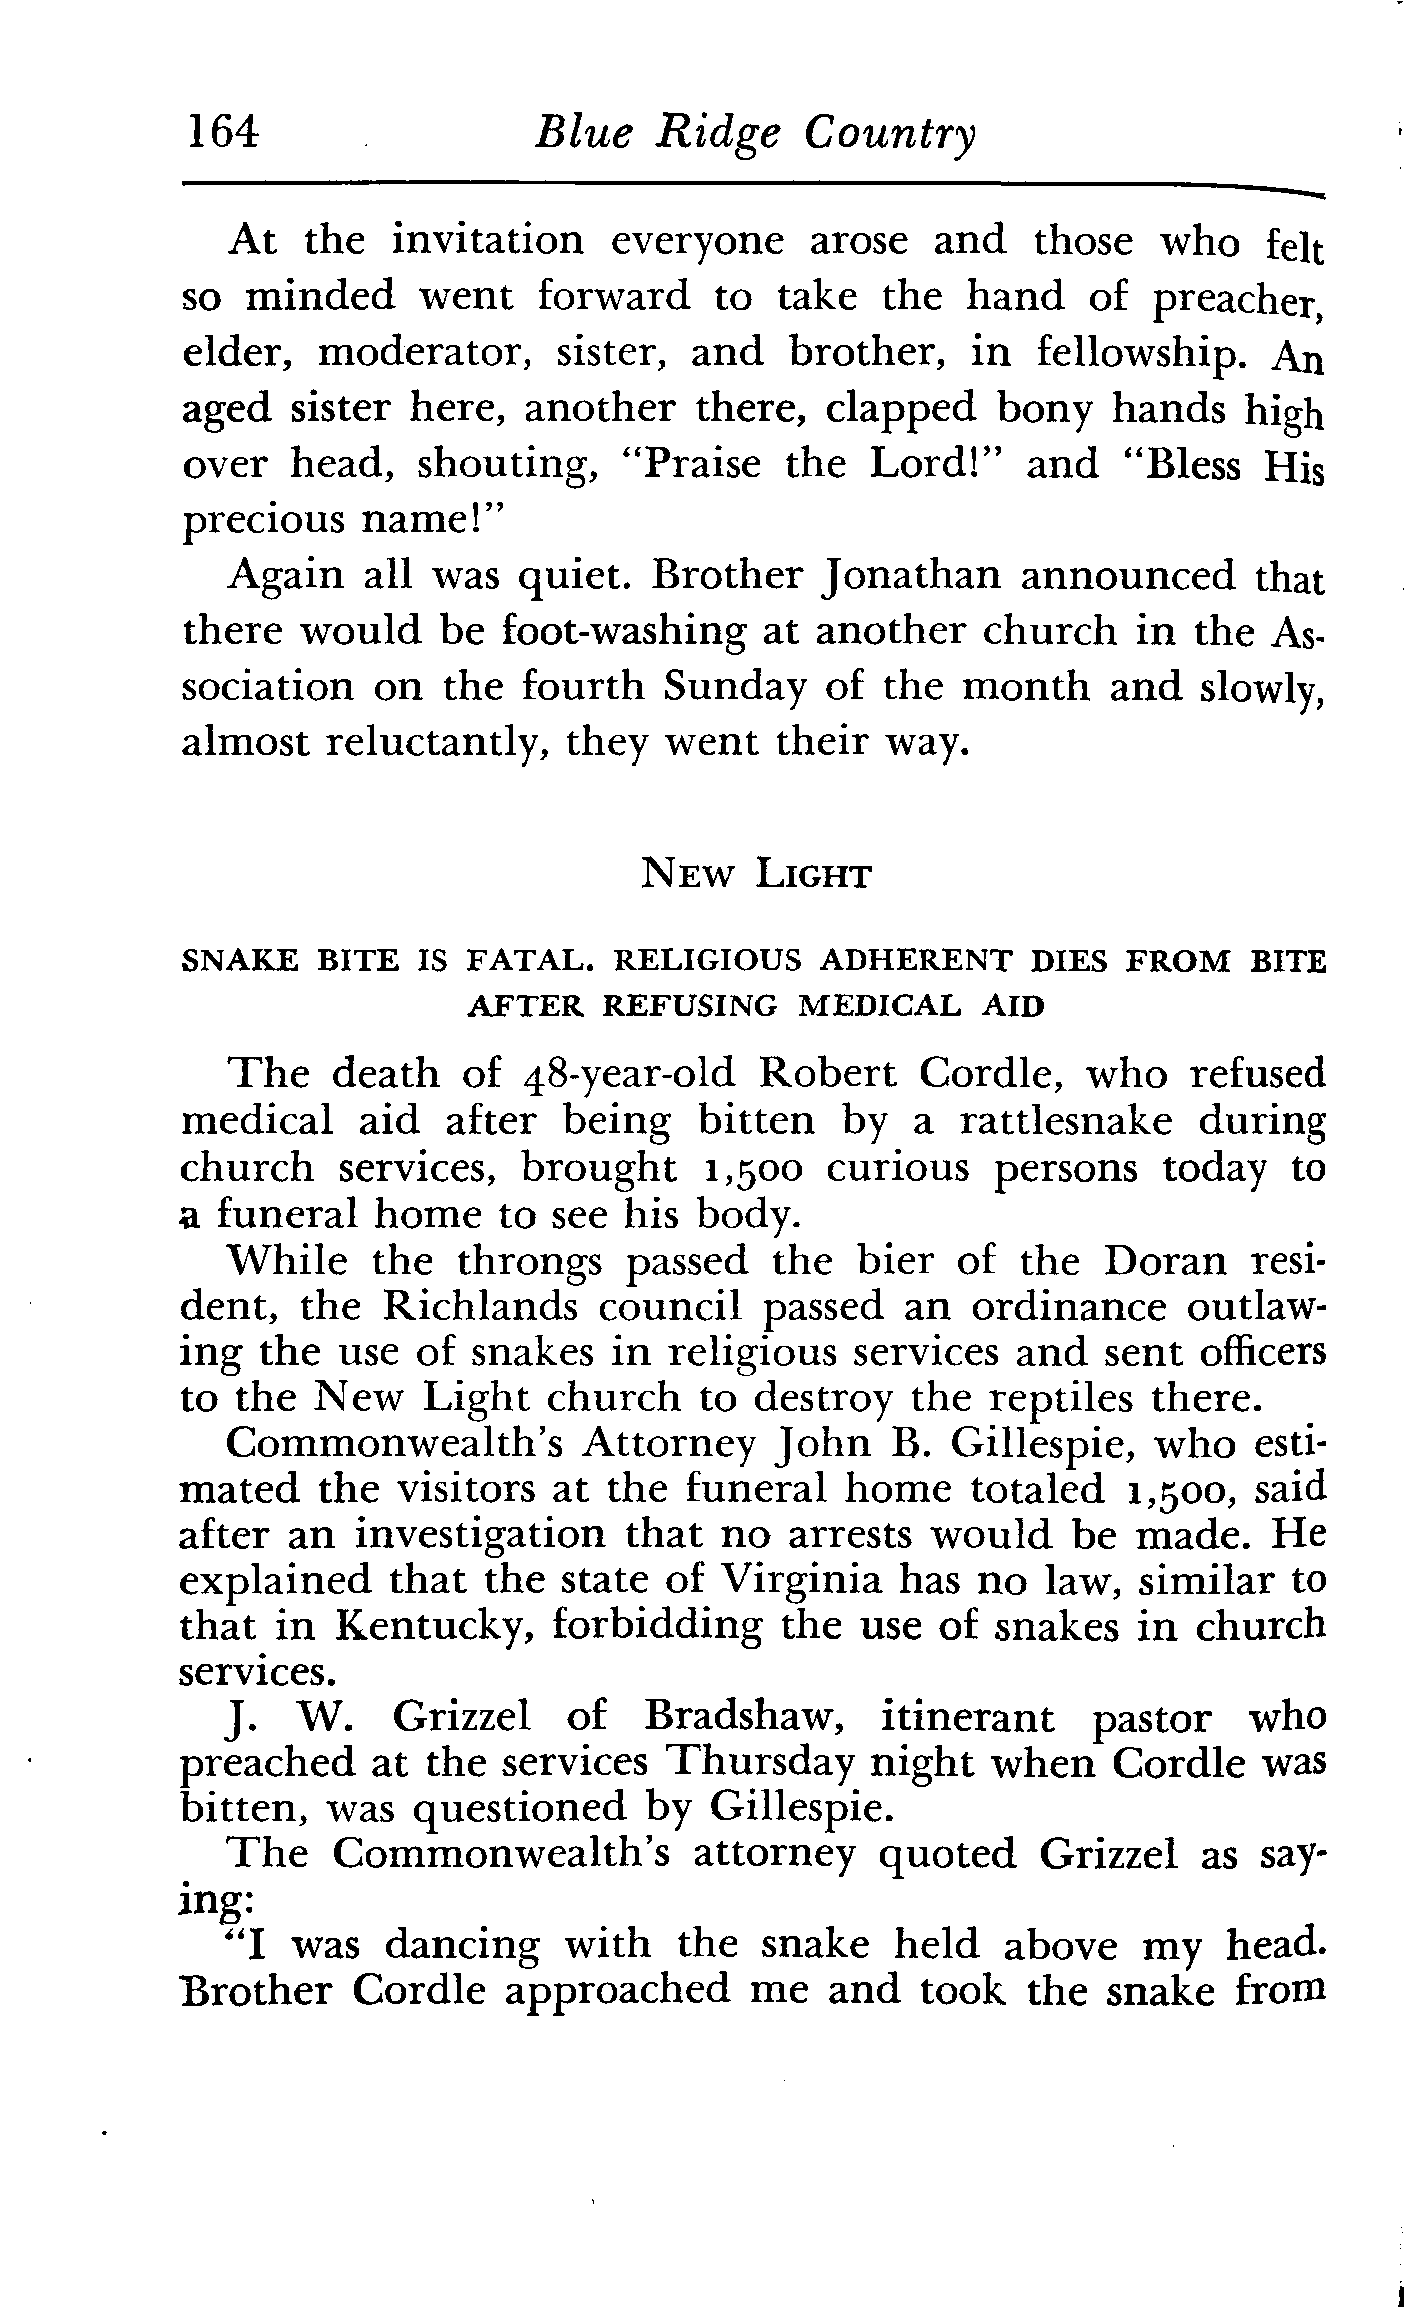 164 Blue Ridge Country
At the invitation everyone arose and those who felt
so minded went forward to take the hand of preacher,
elder, moderator, sister, and brother, in fellowship. An
aged sister here, another there, clapped bony hands high
over head, shouting, “Praise the Lord!” and “Bless His
precious name!”
Again all was quiet. Brother Jonathan announced that
there would be foot-washing at another church in the As-
sociation on the fourth Sunday of the month and slowly,
almost reluctantly, they went their way.
NEW LIGHT
SNAKE BITE IS FATAL. RELIGIOUS ADHERENT DIES FROM BITE
AFTER REFUSING MEDICAL AID
The death of 48-year-old Robert Cordle, who refused
medical aid after being bitten by a rattlesnake during
church services, brought 1,500 curious persons today to
a funeral home to see his body.
While the throngs passed the bier of the Doran resi-
dent, the Richlands council passed an ordinance outlaw-
ing the use of snakes in religious services and sent officers
to the New Light church to destroy the reptiles there.
Commonwealth’s Attorney John B. Gillespie, who esti-
mated the visitors at the funeral home totaled 1,500, said
after an investigation that no arrests would be made. He
explained that the state of Virginia has no law, similar to
that in Kentucky, forbidding the use of snakes in church
services.
J. W. Grizzel of Bradshaw, itinerant pastor who
preached at the services Thursday night when Cordle was
bitten, was questioned by Gillespie.
The Commonwealth’s attorney quoted Grizzel as say-
ing:
“I was dancing with the snake held above my head.
Brother Cordle approached me and took the snake from